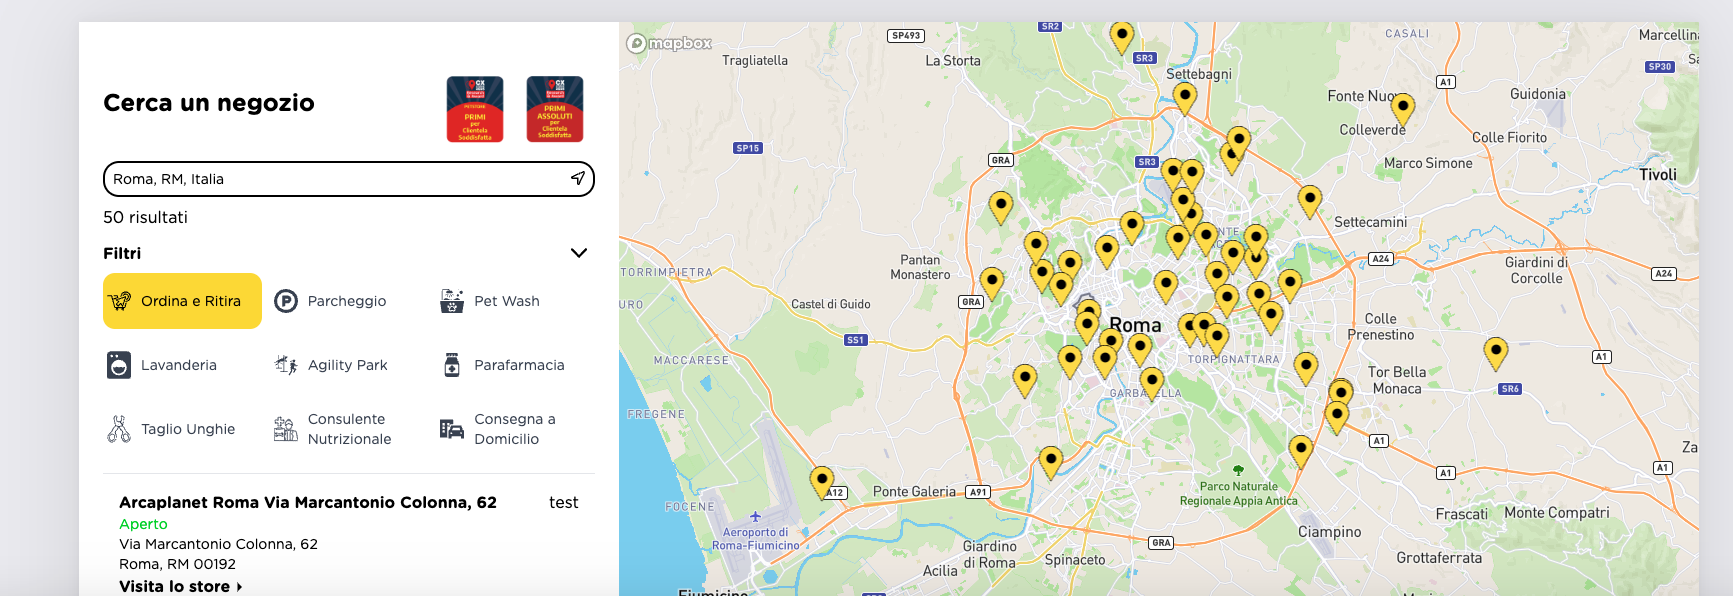 Cerca un negozio
PETSTORE
PRIMI
per
Clientela
Soddisfatta
PRIMI
ASSOLUTI
per
Clientela
Soddisfatta
Roma, RM, Italia
50 risultati
Filtri
Ordina e Ritira
Parcheggio
Pet Wash
Lavanderia
Agility Park
Parafarmacia
Taglio Unghie
Consulente
Nutrizionale
Consegna a
Domicilio
Arcaplanet Roma Via Marcantonio Colonna, 62
test
Aperto
Via Marcantonio Colonna, 62
Roma, RM 00192
Visita lo store
mapbox
SR2
SP493
CASALI
Marcellina
Tragliatella
La Storta
SR3
SP30
Settebagni
A1
Fonte Nuov
Guidonia
Colleverde
Colle Fiorito
SP15
GRA
SR3
Marco Simone
Tivoli
Settecamini
Pantan
Monastero
A24
Giardini di
Corcolle
A24
TORRIMPIETRA
Castel di Guido
GRA
Colle
Prenestino
Roma
SS1
A1
MACCARESE
TORPIGNATTARA
Tor Bella
Monaca
SR6
GARBATELLA
FREGENE
A1
A1
A1
A12
Ponte Galeria
A91
Parco Naturale
Regionale Appia Antica
FOCENE
Frascati
Monte Compatri
Aeroporto di
Roma-Fiumicino
Ciampino
GRA
Giardino
di Roma
Spinaceto
Grottaferrata
Acilia
Fiumicino